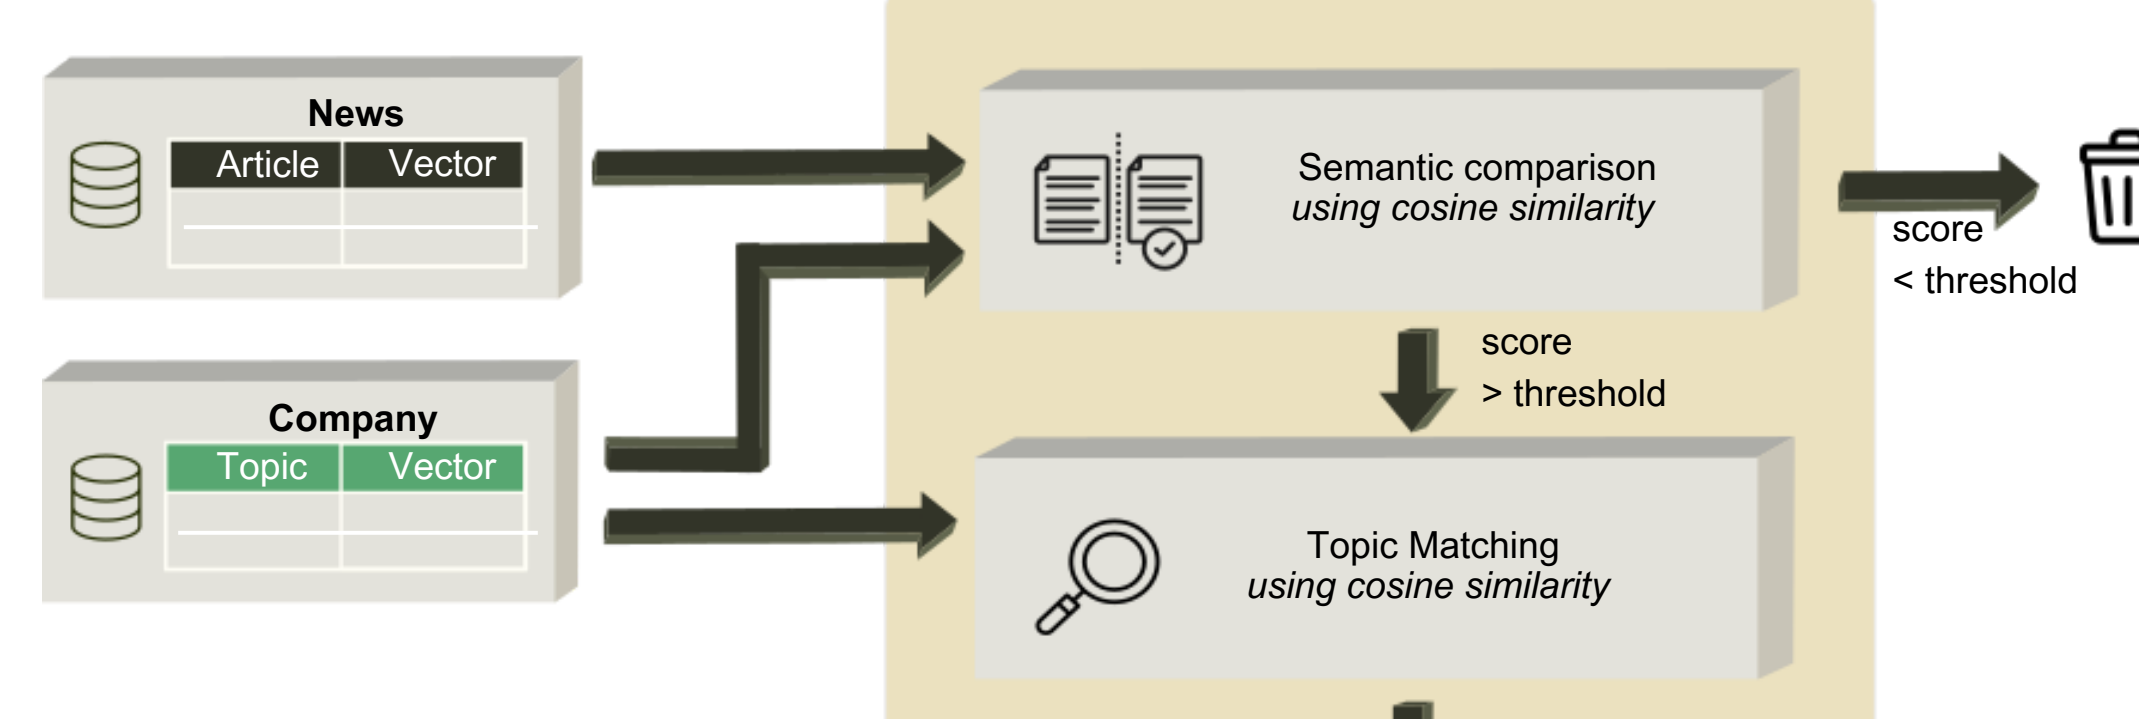 News
Article Vector
Semantic comparison
using cosine similarity
score
< threshold
score
> threshold
Company
Topic Vector
Topic Matching
using cosine similarity